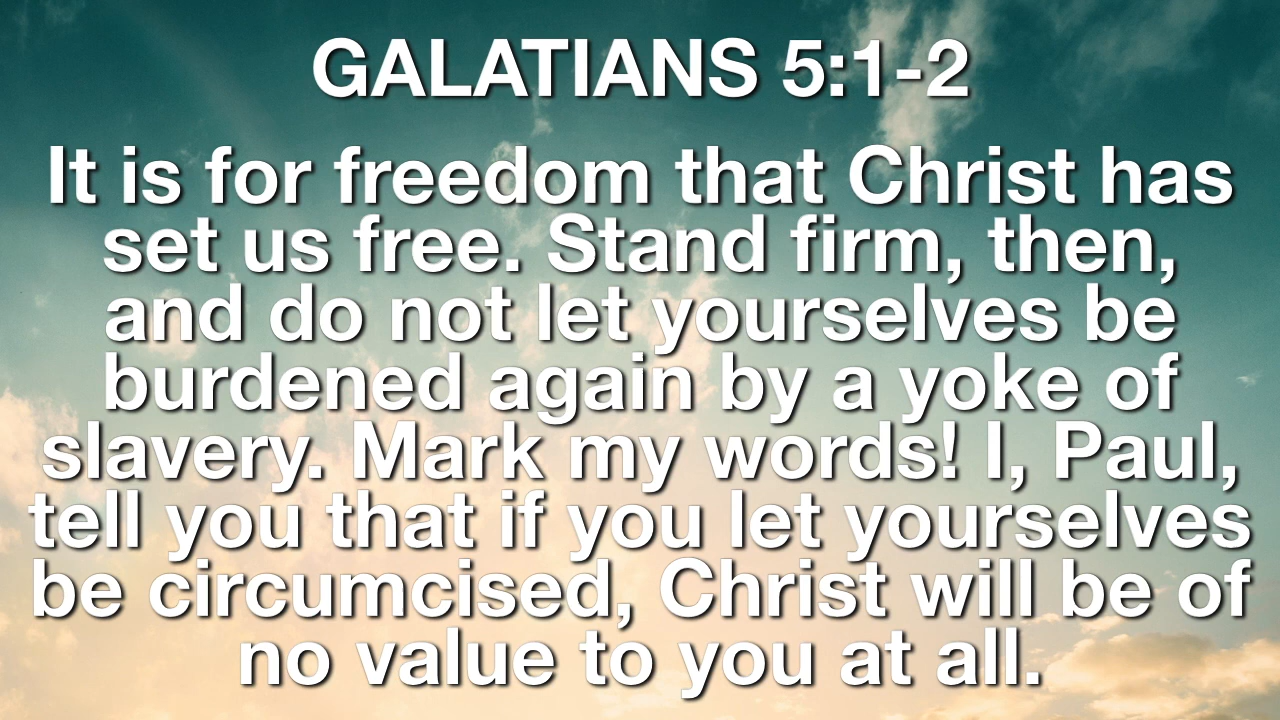 GALATIANS 5:1-2
It is for freedom that Christ has
set us free. Stand firm, then,
and do not let yourselves be
burdened again by a yoke of
slavery. Mark my words! I, Paul,
tell you that if you let yourselves
be circumcised, Christ will be of
no value to you at all.